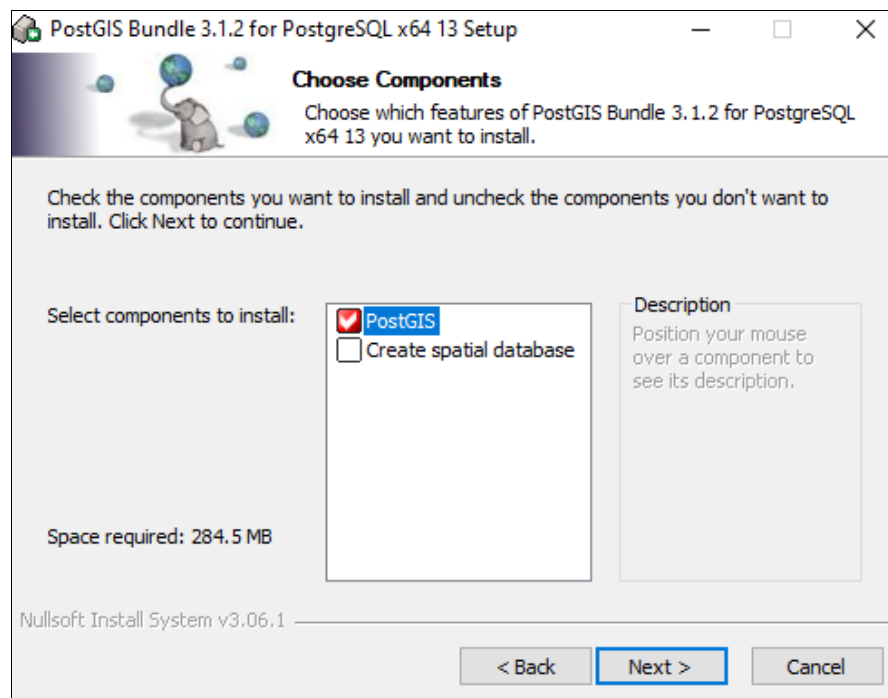 PostGIS Bundle 3.1.2 for PostgreSQL x64 13 Setup
Choose Components
Choose which features of PostGIS Bundle 3.1.2 for PostgreSQL
x64 13 you want to install.
Check the components you want to install and uncheck the components you don't want to
install. Click Next to continue.
Select components to install:
PostGIS
Create spatial database
Description
Position your mouse
over a component to
see its description.
Space required: 284.5 MB
Nullsoft Install System v3.06.1
< Back
Next >
Cancel